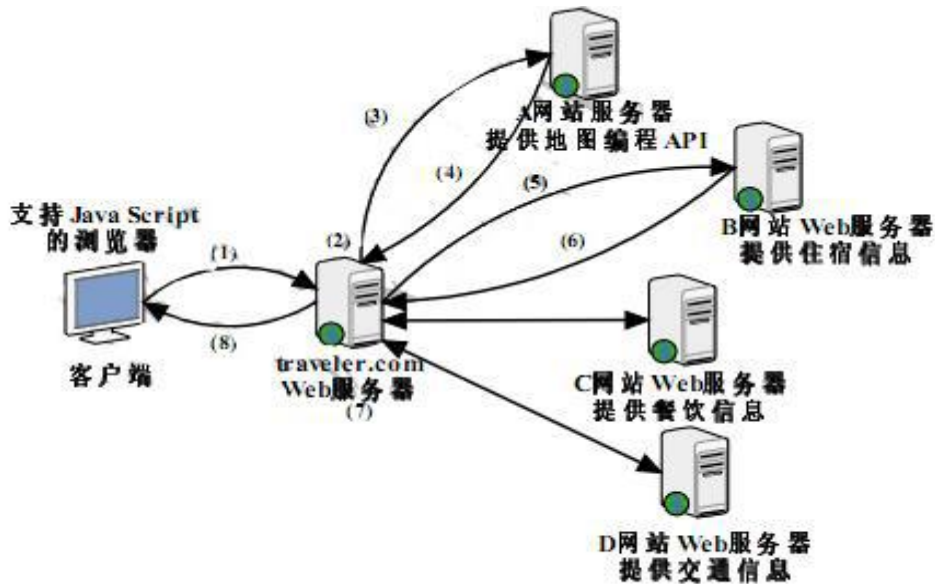 (3)
A网站服务器
提供地图编程 API
(4)
(5)
支持 Java Script
的浏览器
(1)
(2)
(6)
B网站 Web服务器
提供住宿信息
(8)
客户端
traveler.com
Web服务器
(7)
C网站 Web服务器
提供餐饮信息
D网站 Web服务器
提供交通信息